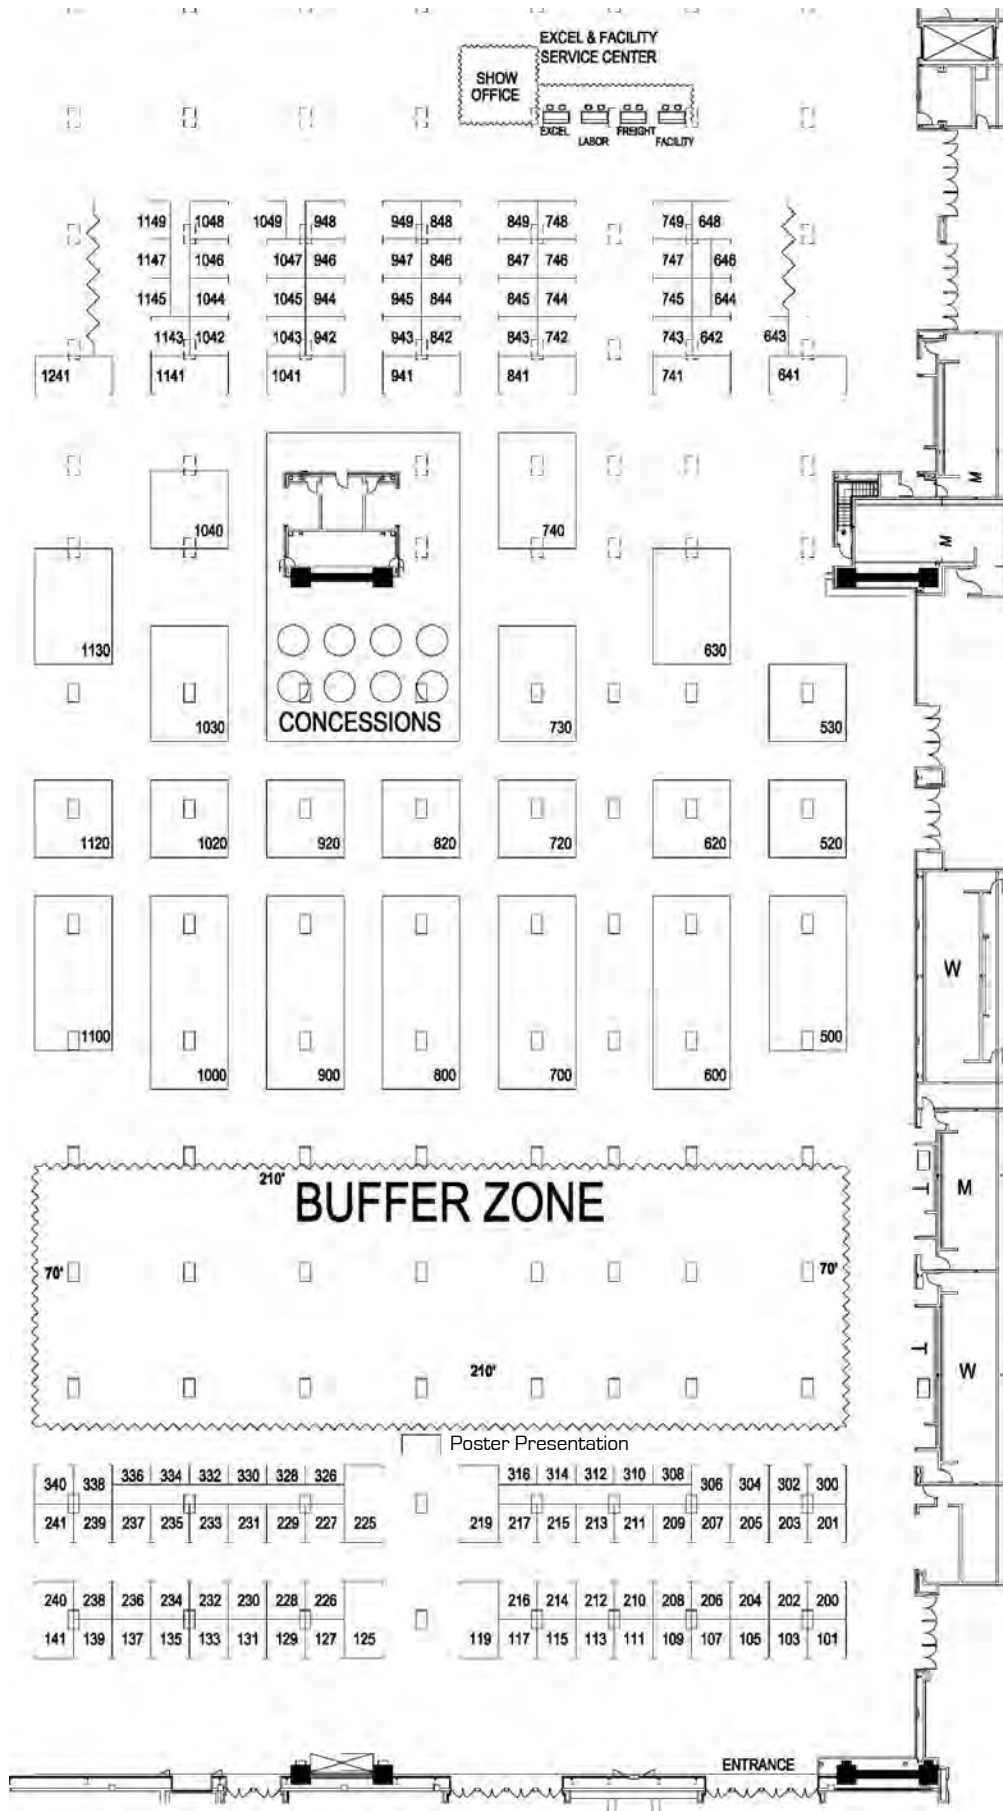 EXCEL & FACILITY
SERVICE CENTER
SHOW
OFFICE
EXCEL
LABOR
FREIGHT
FACILITY
1149 1048 1049 948 949 848 849 748 749 648
1147 1046 1047 946 947 846 847 746 747 646
1145 1044 1045 944 945 844 845 744 745 644
1143 1042 1043 942 943 842 843 742 743 642 643
1241 1141 1041 941 841 741 641
M
1040 740
M
1130 630
CONCESSIONS
1030 730 530
1120 1020 920 820 720 620 520
W
1100 500
1000 900 800 700 600
210'
BUFFER ZONE
M
70' 70'
210'
W
Poster Presentation
336 334 332 330 328 326 316 314 312 310 308
340 338 306 304 302 300
241 239 237 235 233 231 229 227 225 219 217 215 213 211 209 207 205 203 201
240 238 236 234 232 230 228 226 216 214 212 210 208 206 204 202 200
141 139 137 135 133 131 129 127 125 119 117 115 113 111 109 107 105 103 101
ENTRANCE